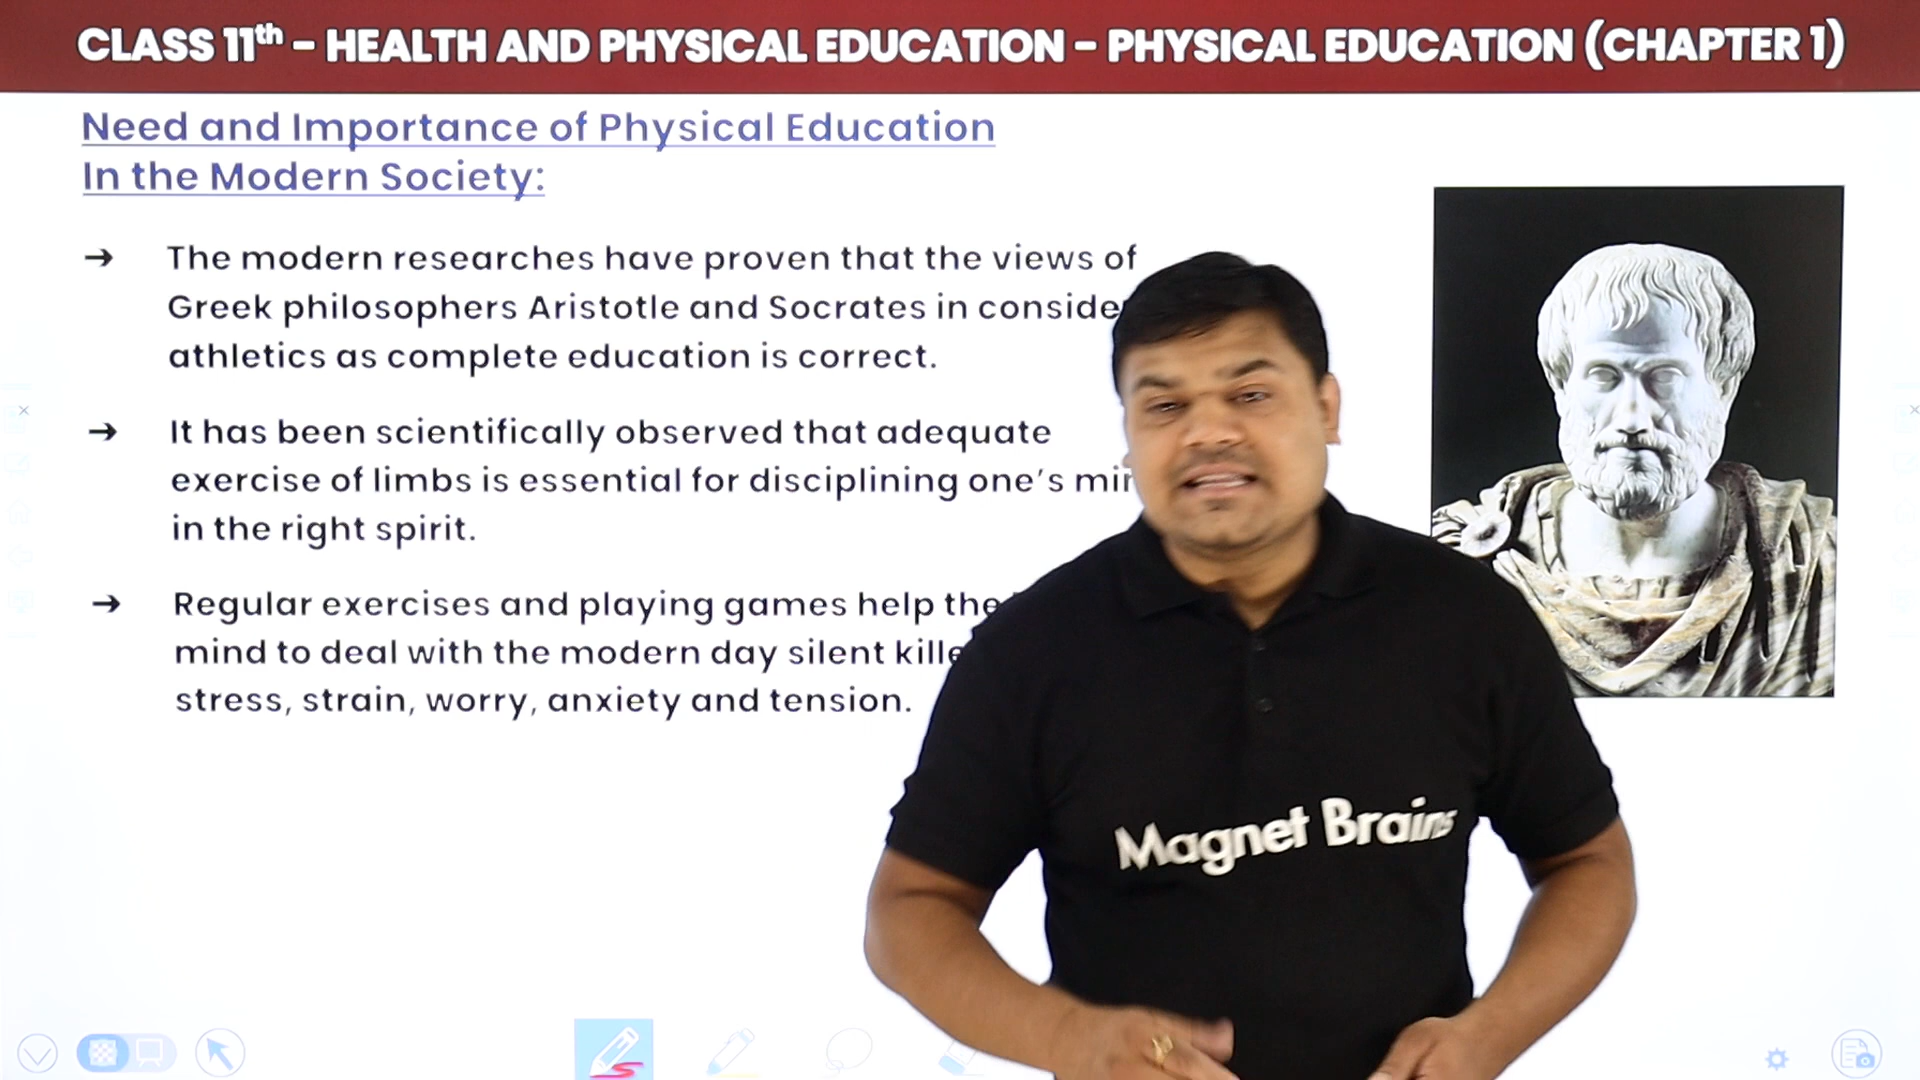 CLASS 11th – HEALTH AND PHYSICAL EDUCATION – PHYSICAL EDUCATION (CHAPTER 1)
Need and Importance of Physical Education
In the Modern Society:
→ The modern researches have proven that the views of
Greek philosophers Aristotle and Socrates in
athletics as complete education is correct.
→ It has been scientifically observed that adequate
exercise of limbs is essential for disciplining one's
in the right spirit.
→ Regular exercises and playing games help the
mind to deal with the modern day silent
stress, strain, worry, anxiety and tension.
Magnet Brains